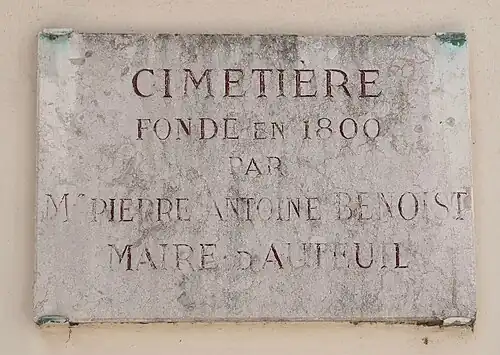 CIMETIÈRE
FONDÉ EN 1800
PAR
Mr PIERRE ANTOINE BENOIST
MAIRE D'AUTEUIL